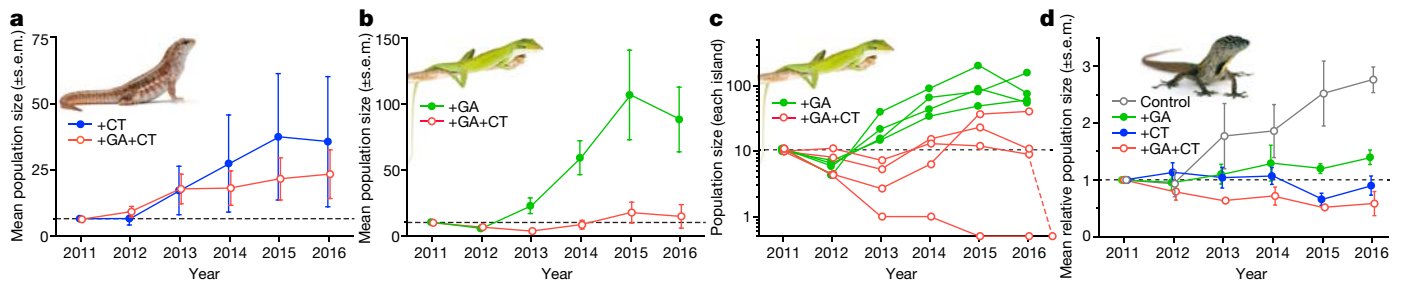 a
Mean population size (±s.e.m.)
75
50
25
0
+CT
+GA+CT
2011 2012 2013 2014 2015 2016
Year
b
Mean population size (±s.e.m.)
150
100
50
0
+GA
+GA+CT
2011 2012 2013 2014 2015 2016
Year
c
Population size (each island)
100
10
1
+GA
+GA+CT
2011 2012 2013 2014 2015 2016
Year
d
Mean relative population size (±s.e.m.)
3
2
1
0
Control
+GA
+CT
+GA+CT
2011 2012 2013 2014 2015 2016
Year